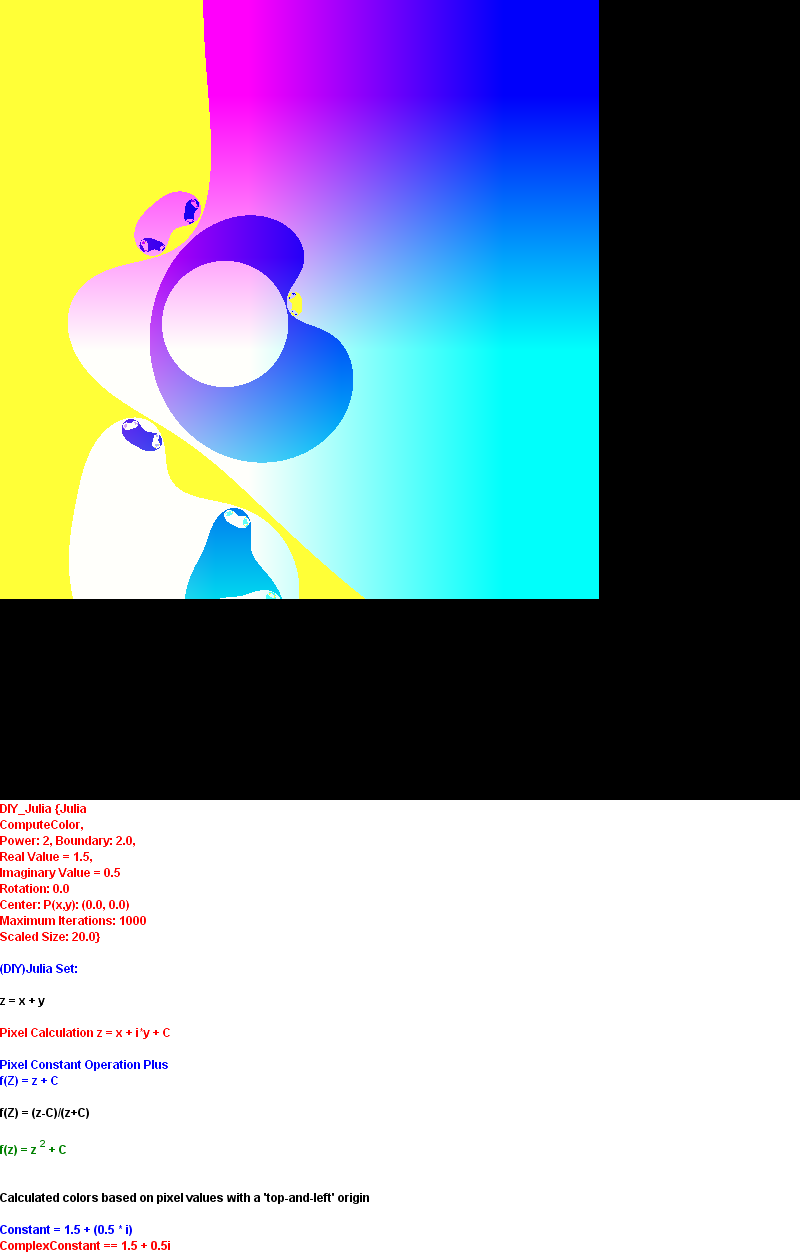 DIY_Julia {Julia
ComputeColor,
Power: 2, Boundary: 2.0,
Real Value = 1.5,
Imaginary Value = 0.5
Rotation: 0.0
Center: P(x,y): (0.0, 0.0)
Maximum Iterations: 1000
Scaled Size: 20.0}
(DIY)Julia Set:
z = x + y
Pixel Calculation z = x + i*y + C
Pixel Constant Operation Plus
f(Z) = z + C
f(Z) = (z-C)/(z+C)
f(z) = z 2 + C
Calculated colors based on pixel values with a 'top-and-left' origin
Constant = 1.5 + (0.5 * i)
ComplexConstant == 1.5 + 0.5i